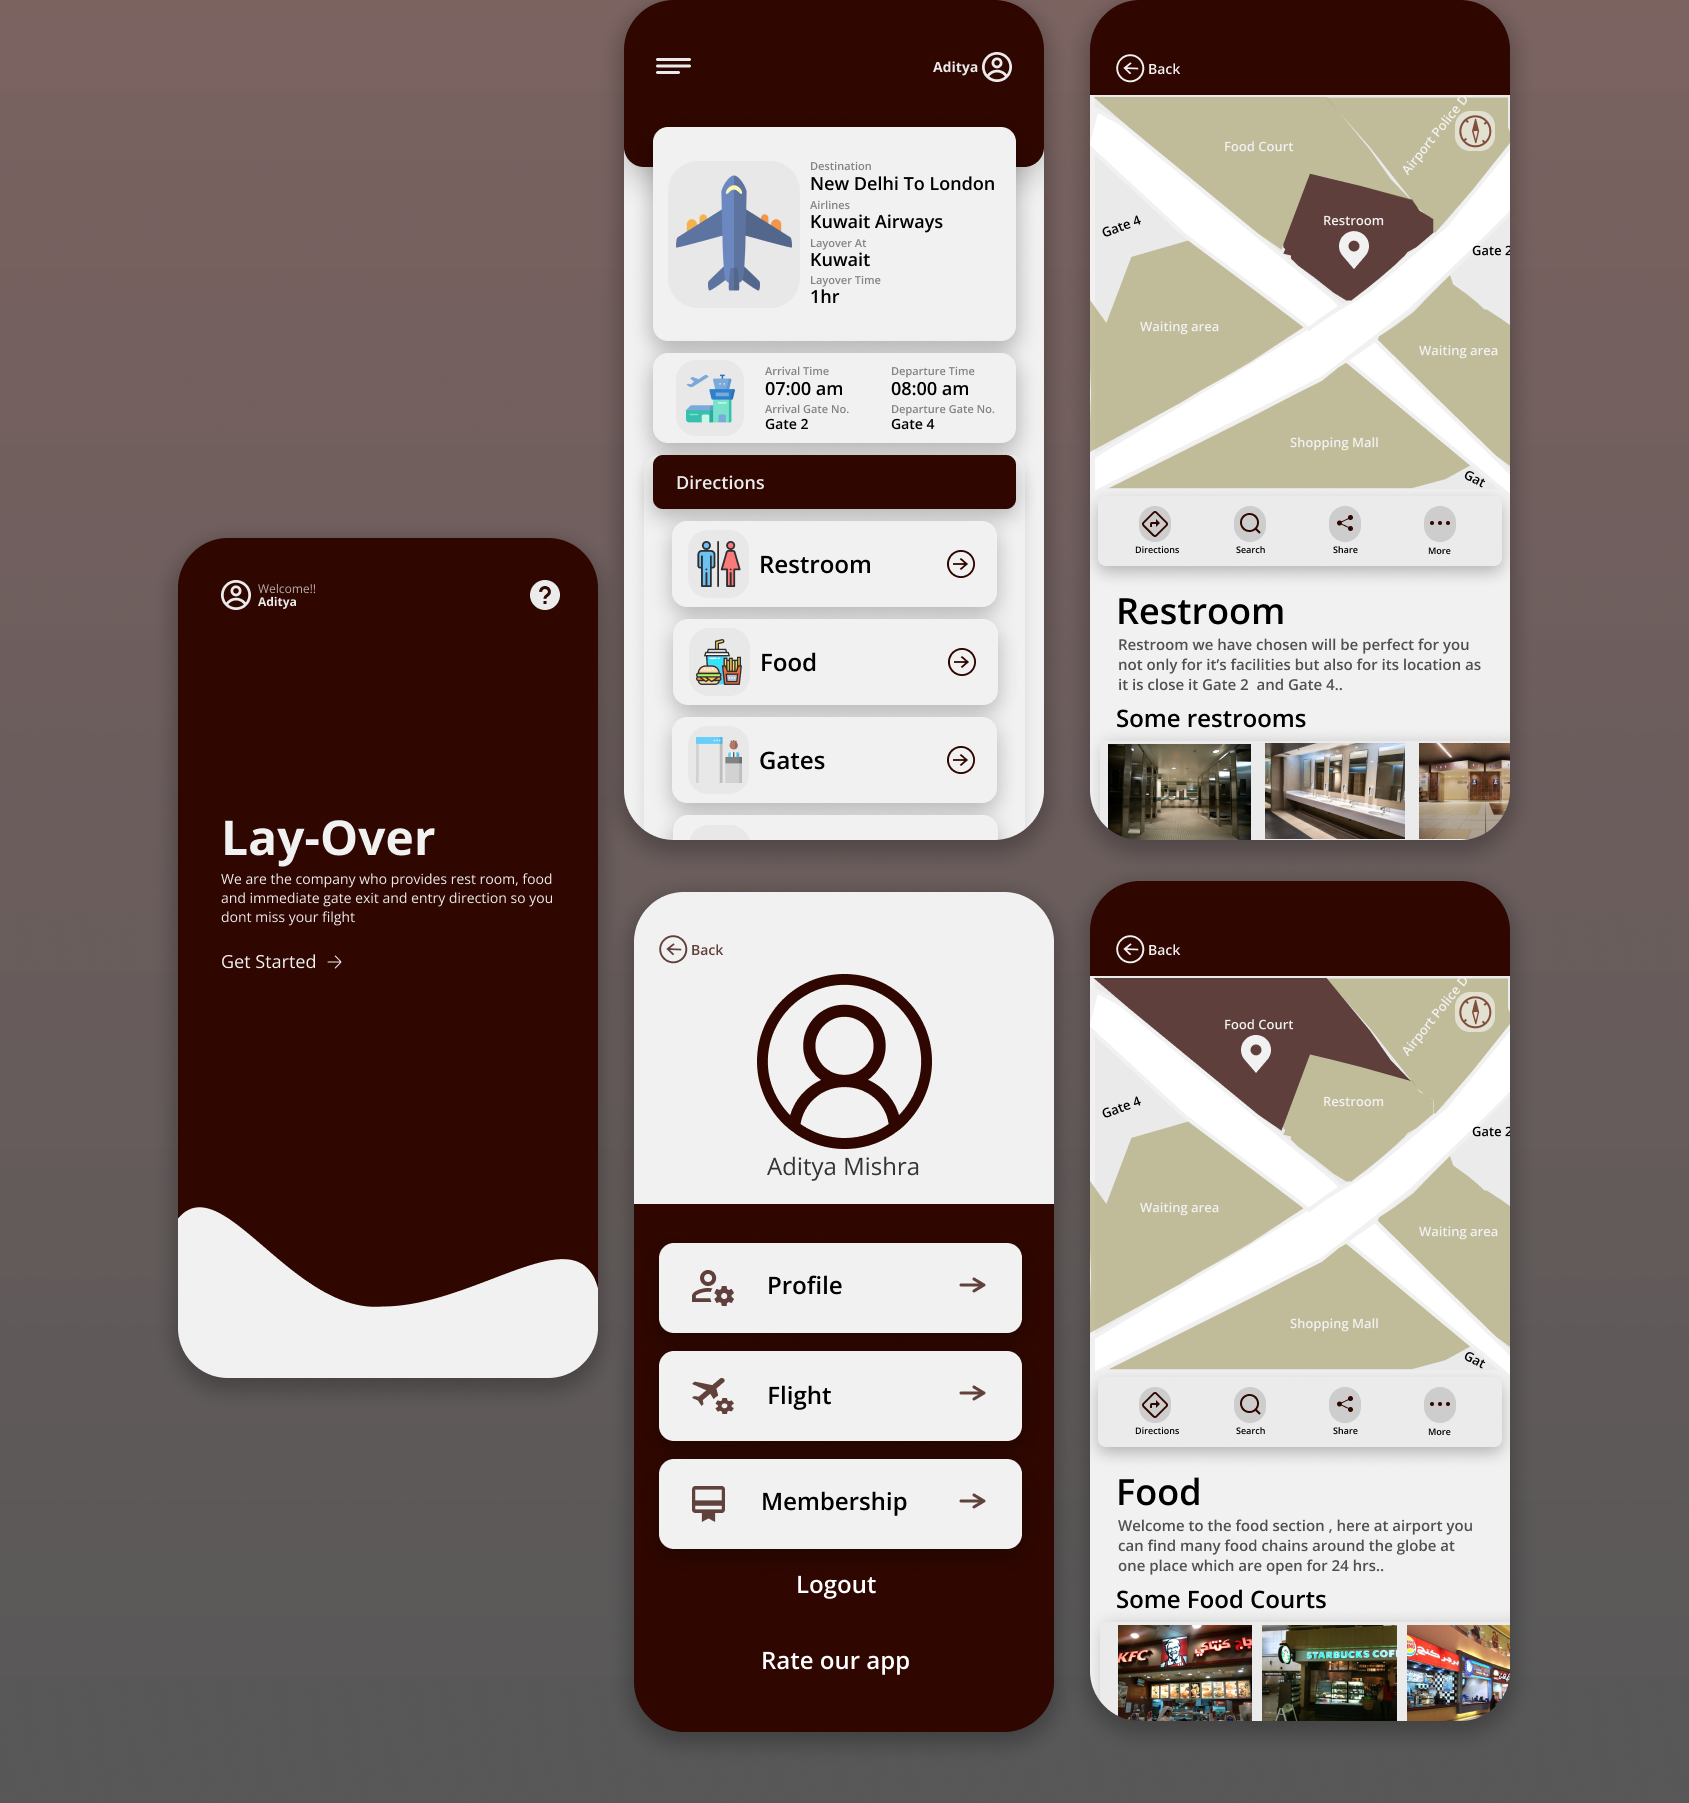 Welcome!!
Aditya
Lay-Over
We are the company who provides rest room, food
and immediate gate exit and entry direction so you
dont miss your filght
Get Started
Aditya
Destination
New Delhi To London
Airlines
Kuwait Airways
Layover At
Kuwait
Layover Time
1hr
Arrival Time
07:00 am
Arrival Gate No.
Gate 2
Departure Time
08:00 am
Departure Gate No.
Gate 4
Directions
Restroom
Food
Gates
Back
Aditya Mishra
Profile
Flight
Membership
Logout
Rate our app
Back
Food Court
Airport Police D
Restroom
Gate 4
Gate 2
Waiting area
Waiting area
Shopping Mall
Gat
Directions
Search
Share
More
Restroom
Restroom we have chosen will be perfect for you
not only for it’s facilities but also for its location as
it is close it Gate 2  and Gate 4..
Some restrooms
Back
Food Court
Airport Police D
Restroom
Gate 4
Gate 2
Waiting area
Waiting area
Shopping Mall
Gat
Directions
Search
Share
More
Food
Welcome to the food section , here at airport you
can find many food chains around the globe at
one place which are open for 24 hrs..
Some Food Courts
KFC
STARBUCKS COF